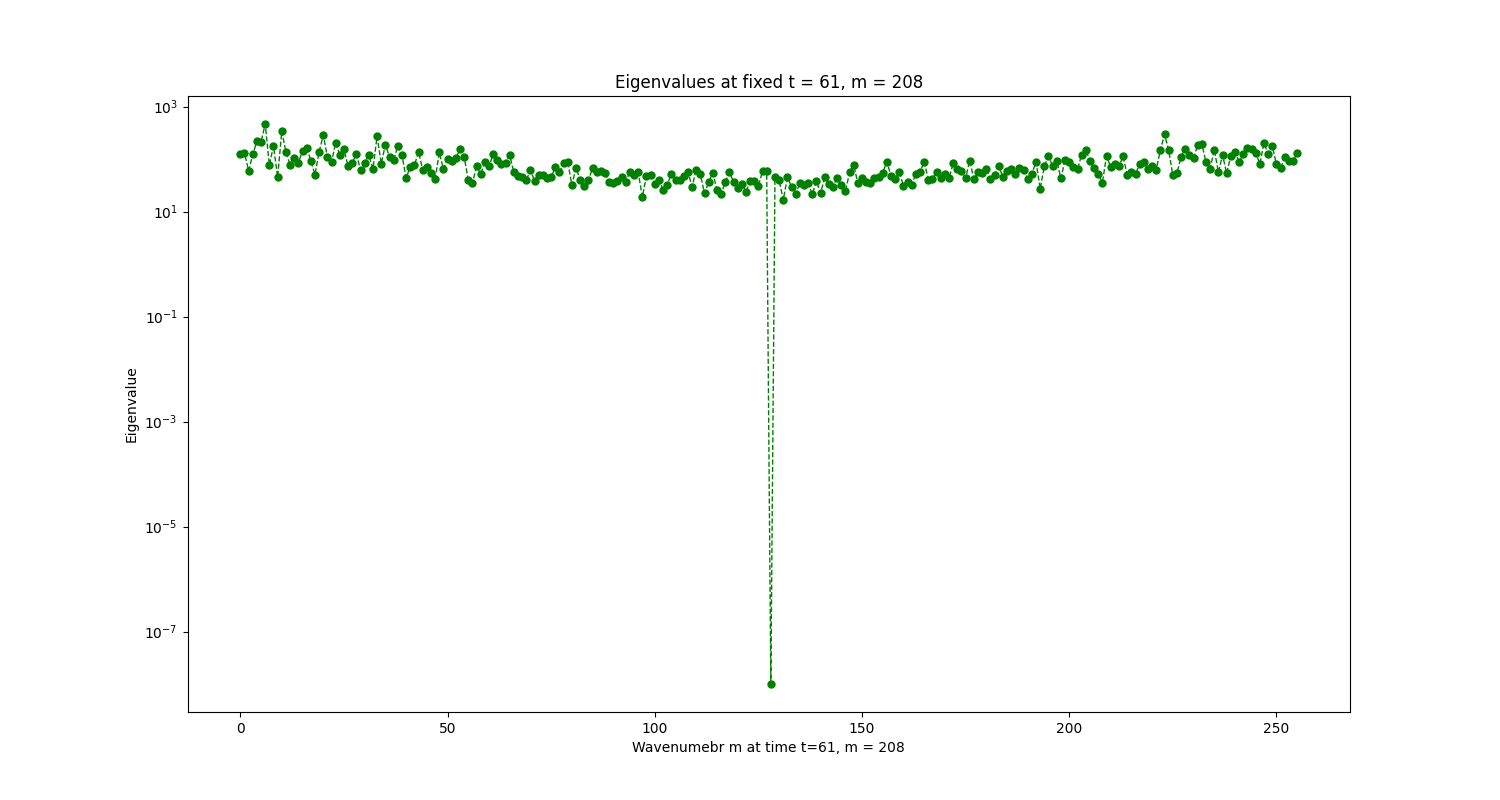 Eigenvalues at fixed t = 61, m = 208
Eigenvalue
10³
10¹
10⁻¹
10⁻³
10⁻⁵
10⁻⁷
0 50 100 150 200 250
Wavenumebr m at time t=61, m = 208